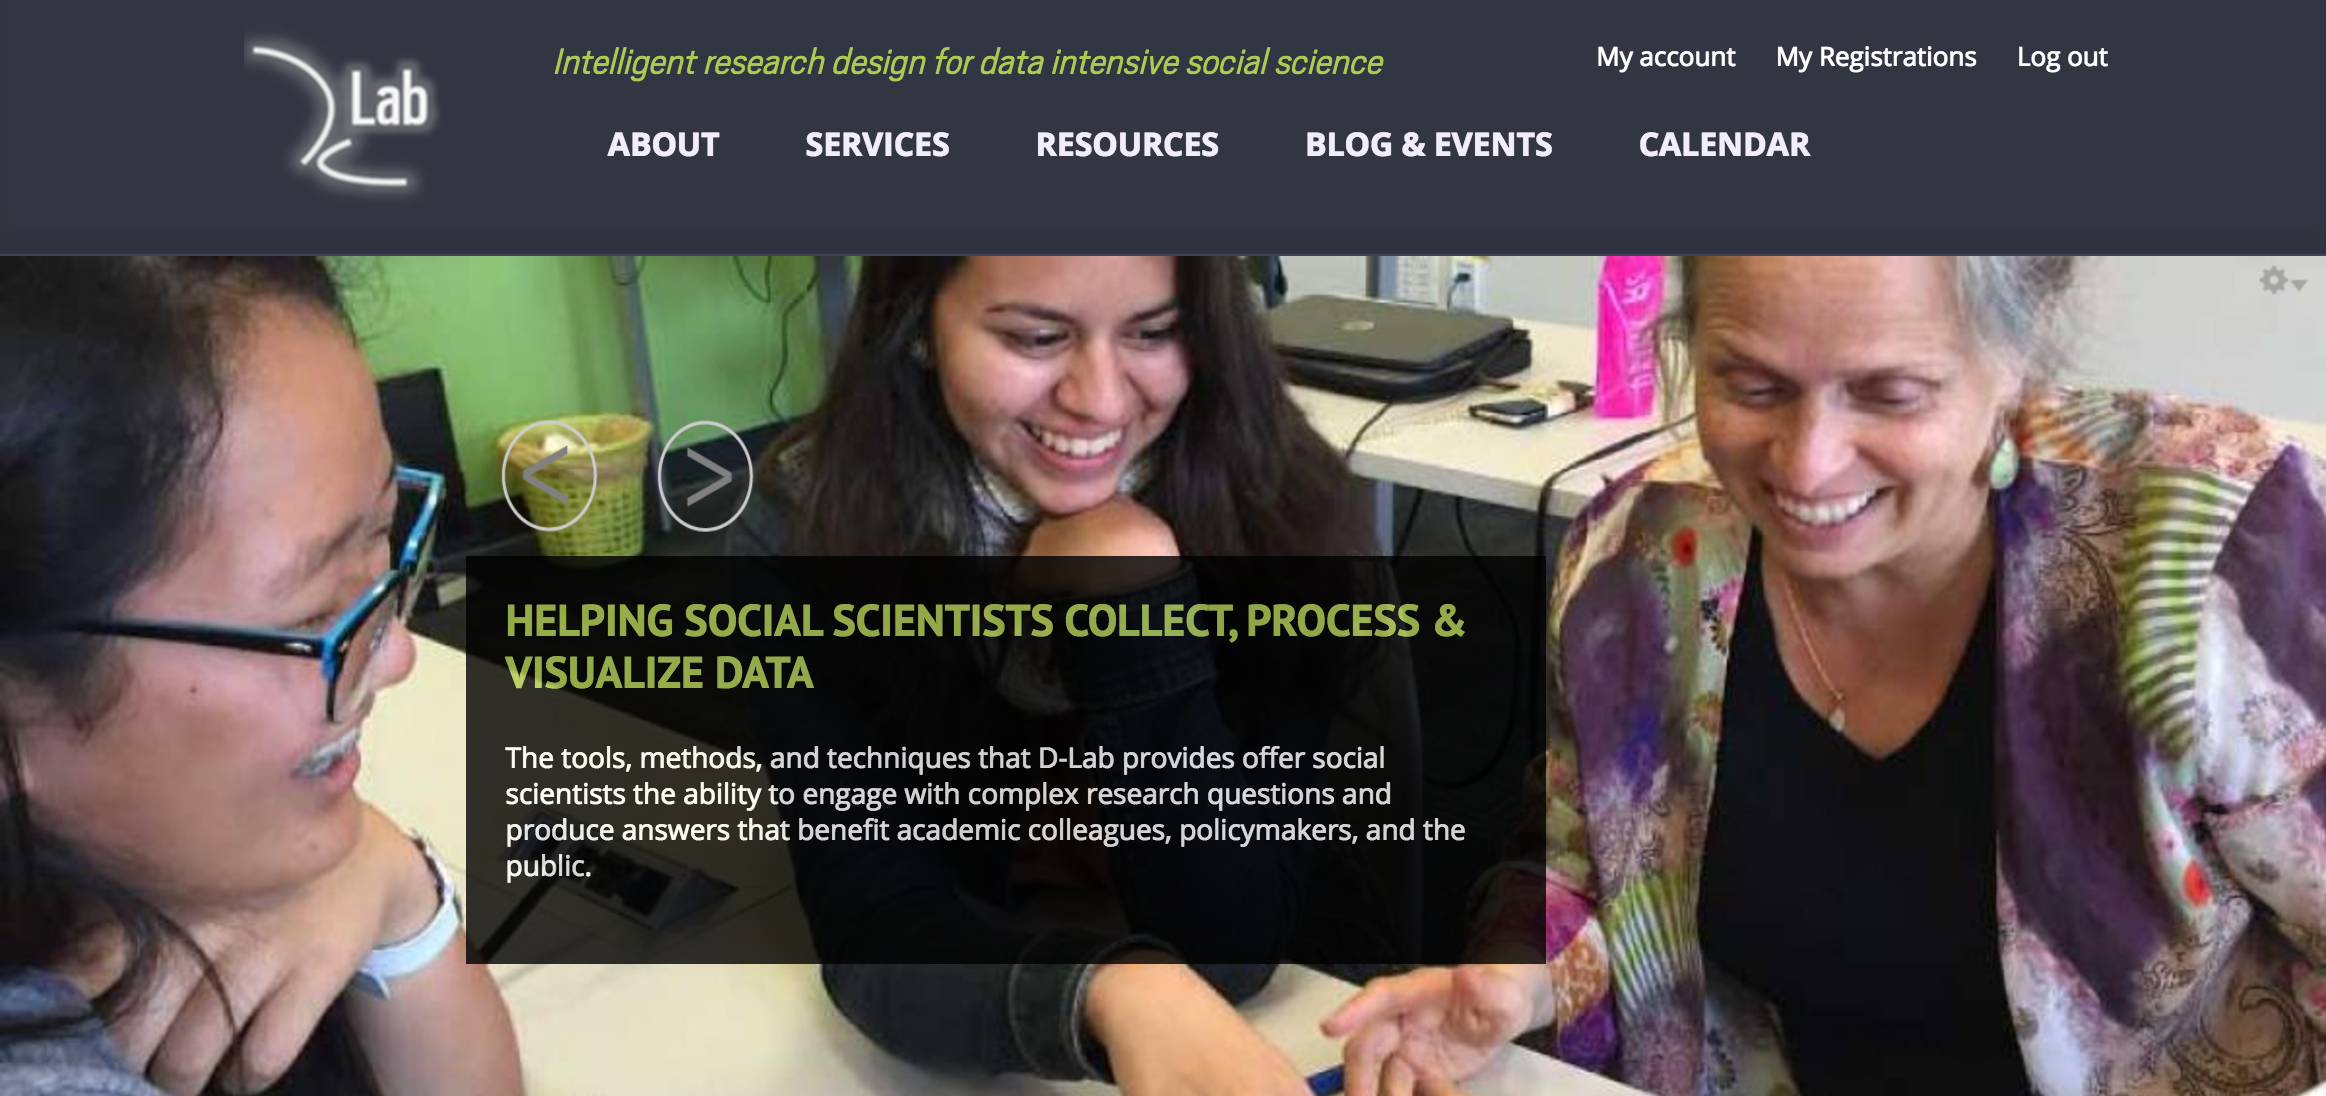 Lab
Intelligent research design for data intensive social science
My account My Registrations Log out
ABOUT SERVICES RESOURCES BLOG & EVENTS CALENDAR
< >
HELPING SOCIAL SCIENTISTS COLLECT, PROCESS &
VISUALIZE DATA
The tools, methods, and techniques that D-Lab provides offer social
scientists the ability to engage with complex research questions and
produce answers that benefit academic colleagues, policymakers, and the
public.